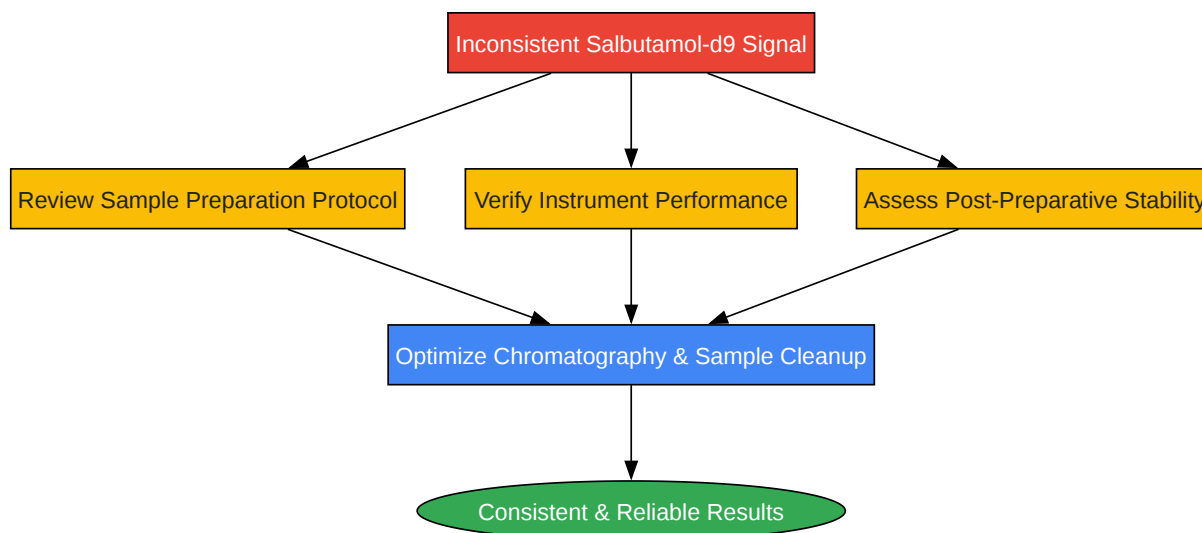 Inconsistent Salbutamol-d9 Signal
Review Sample Preparation Protocol
Verify Instrument Performance
Assess Post-Preparative Stability
Optimize Chromatography & Sample Cleanup
Consistent & Reliable Results